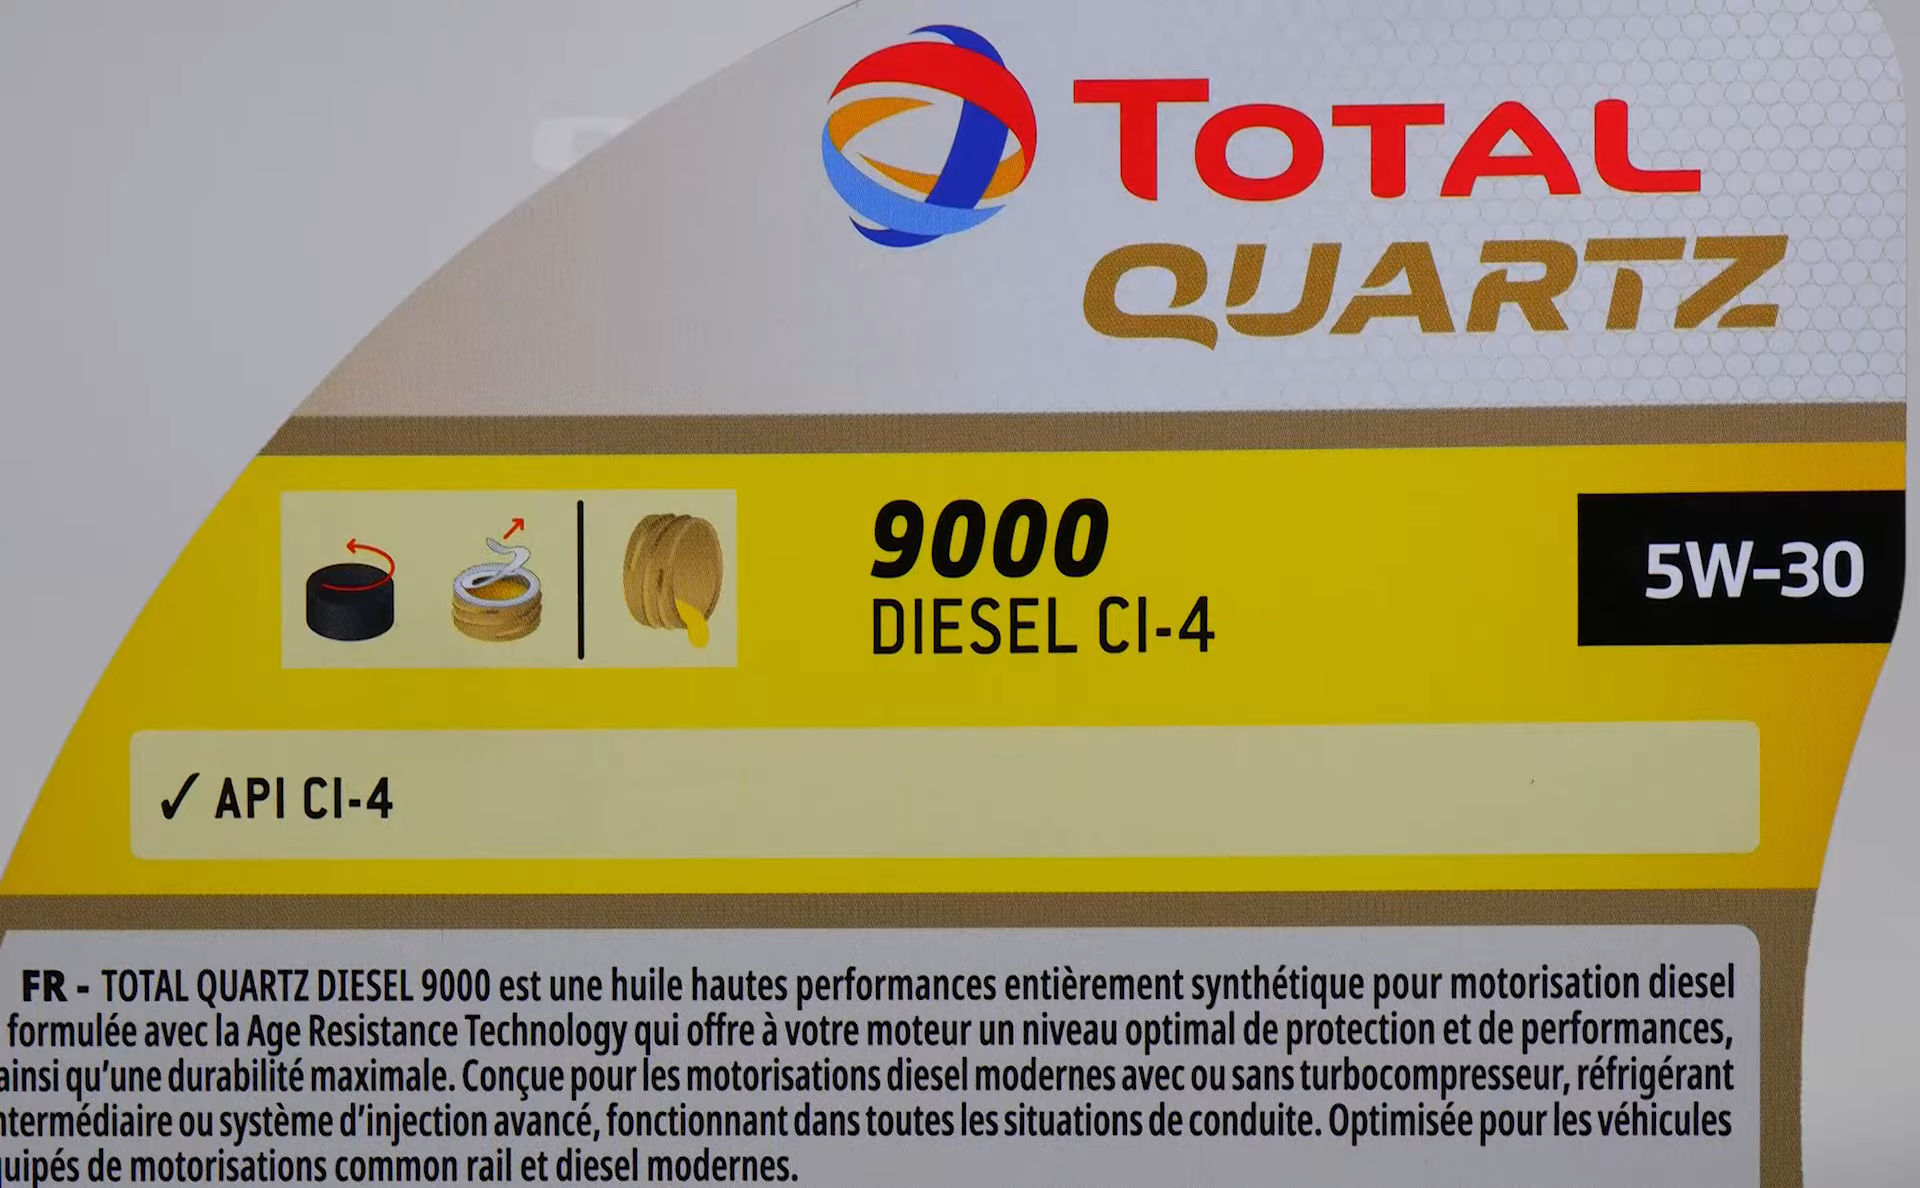 TOTAL
QUARTZ
9000
DIESEL CI-4
5W-30
✓ API CI-4
FR - TOTAL QUARTZ DIESEL 9000 est une huile hautes performances entièrement synthétique pour motorisation diesel
formulée avec la Age Resistance Technology qui offre à votre moteur un niveau optimal de protection et de performances,
ainsi qu'une durabilité maximale. Conçue pour les motorisations diesel modernes avec ou sans turbocompresseur, réfrigérant
ntermédiaire ou système d'injection avancé, fonctionnant dans toutes les situations de conduite. Optimisée pour les véhicules
uipés de motorisations common rail et diesel modernes.